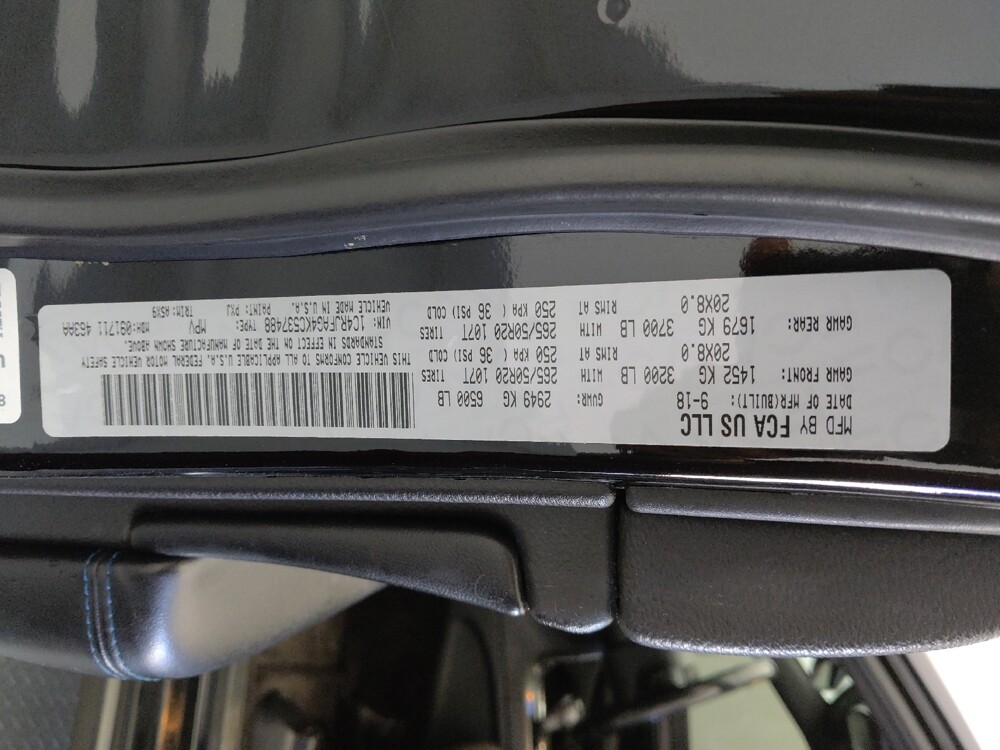 MFD BY FCA US LLC
DATE OF MFR(BUILT): 9-18 GVWR: 2949 KG 6500 LB
GAWR FRONT: 1452 KG 3200 LB WITH 265/50R20 107T TIRES
20X8.0 RIMS AT 250 KPA ( 36 PSI) COLD
GAWR REAR: 1679 KG 3700 LB WITH 265/50R20 107T TIRES
20X8.0 RIMS AT 250 KPA ( 36 PSI) COLD
THIS VEHICLE CONFORMS TO ALL APPLICABLE U.S.A. FEDERAL MOTOR VEHICLE SAFETY
STANDARDS IN EFFECT ON THE DATE OF MANUFACTURE SHOWN ABOVE.
VIN: 1C4RJFAG4KC537488 TYPE: MPV MDH:091711 463AA
VEHICLE MADE IN U.S.A. PAINT: PXJ TRIM: